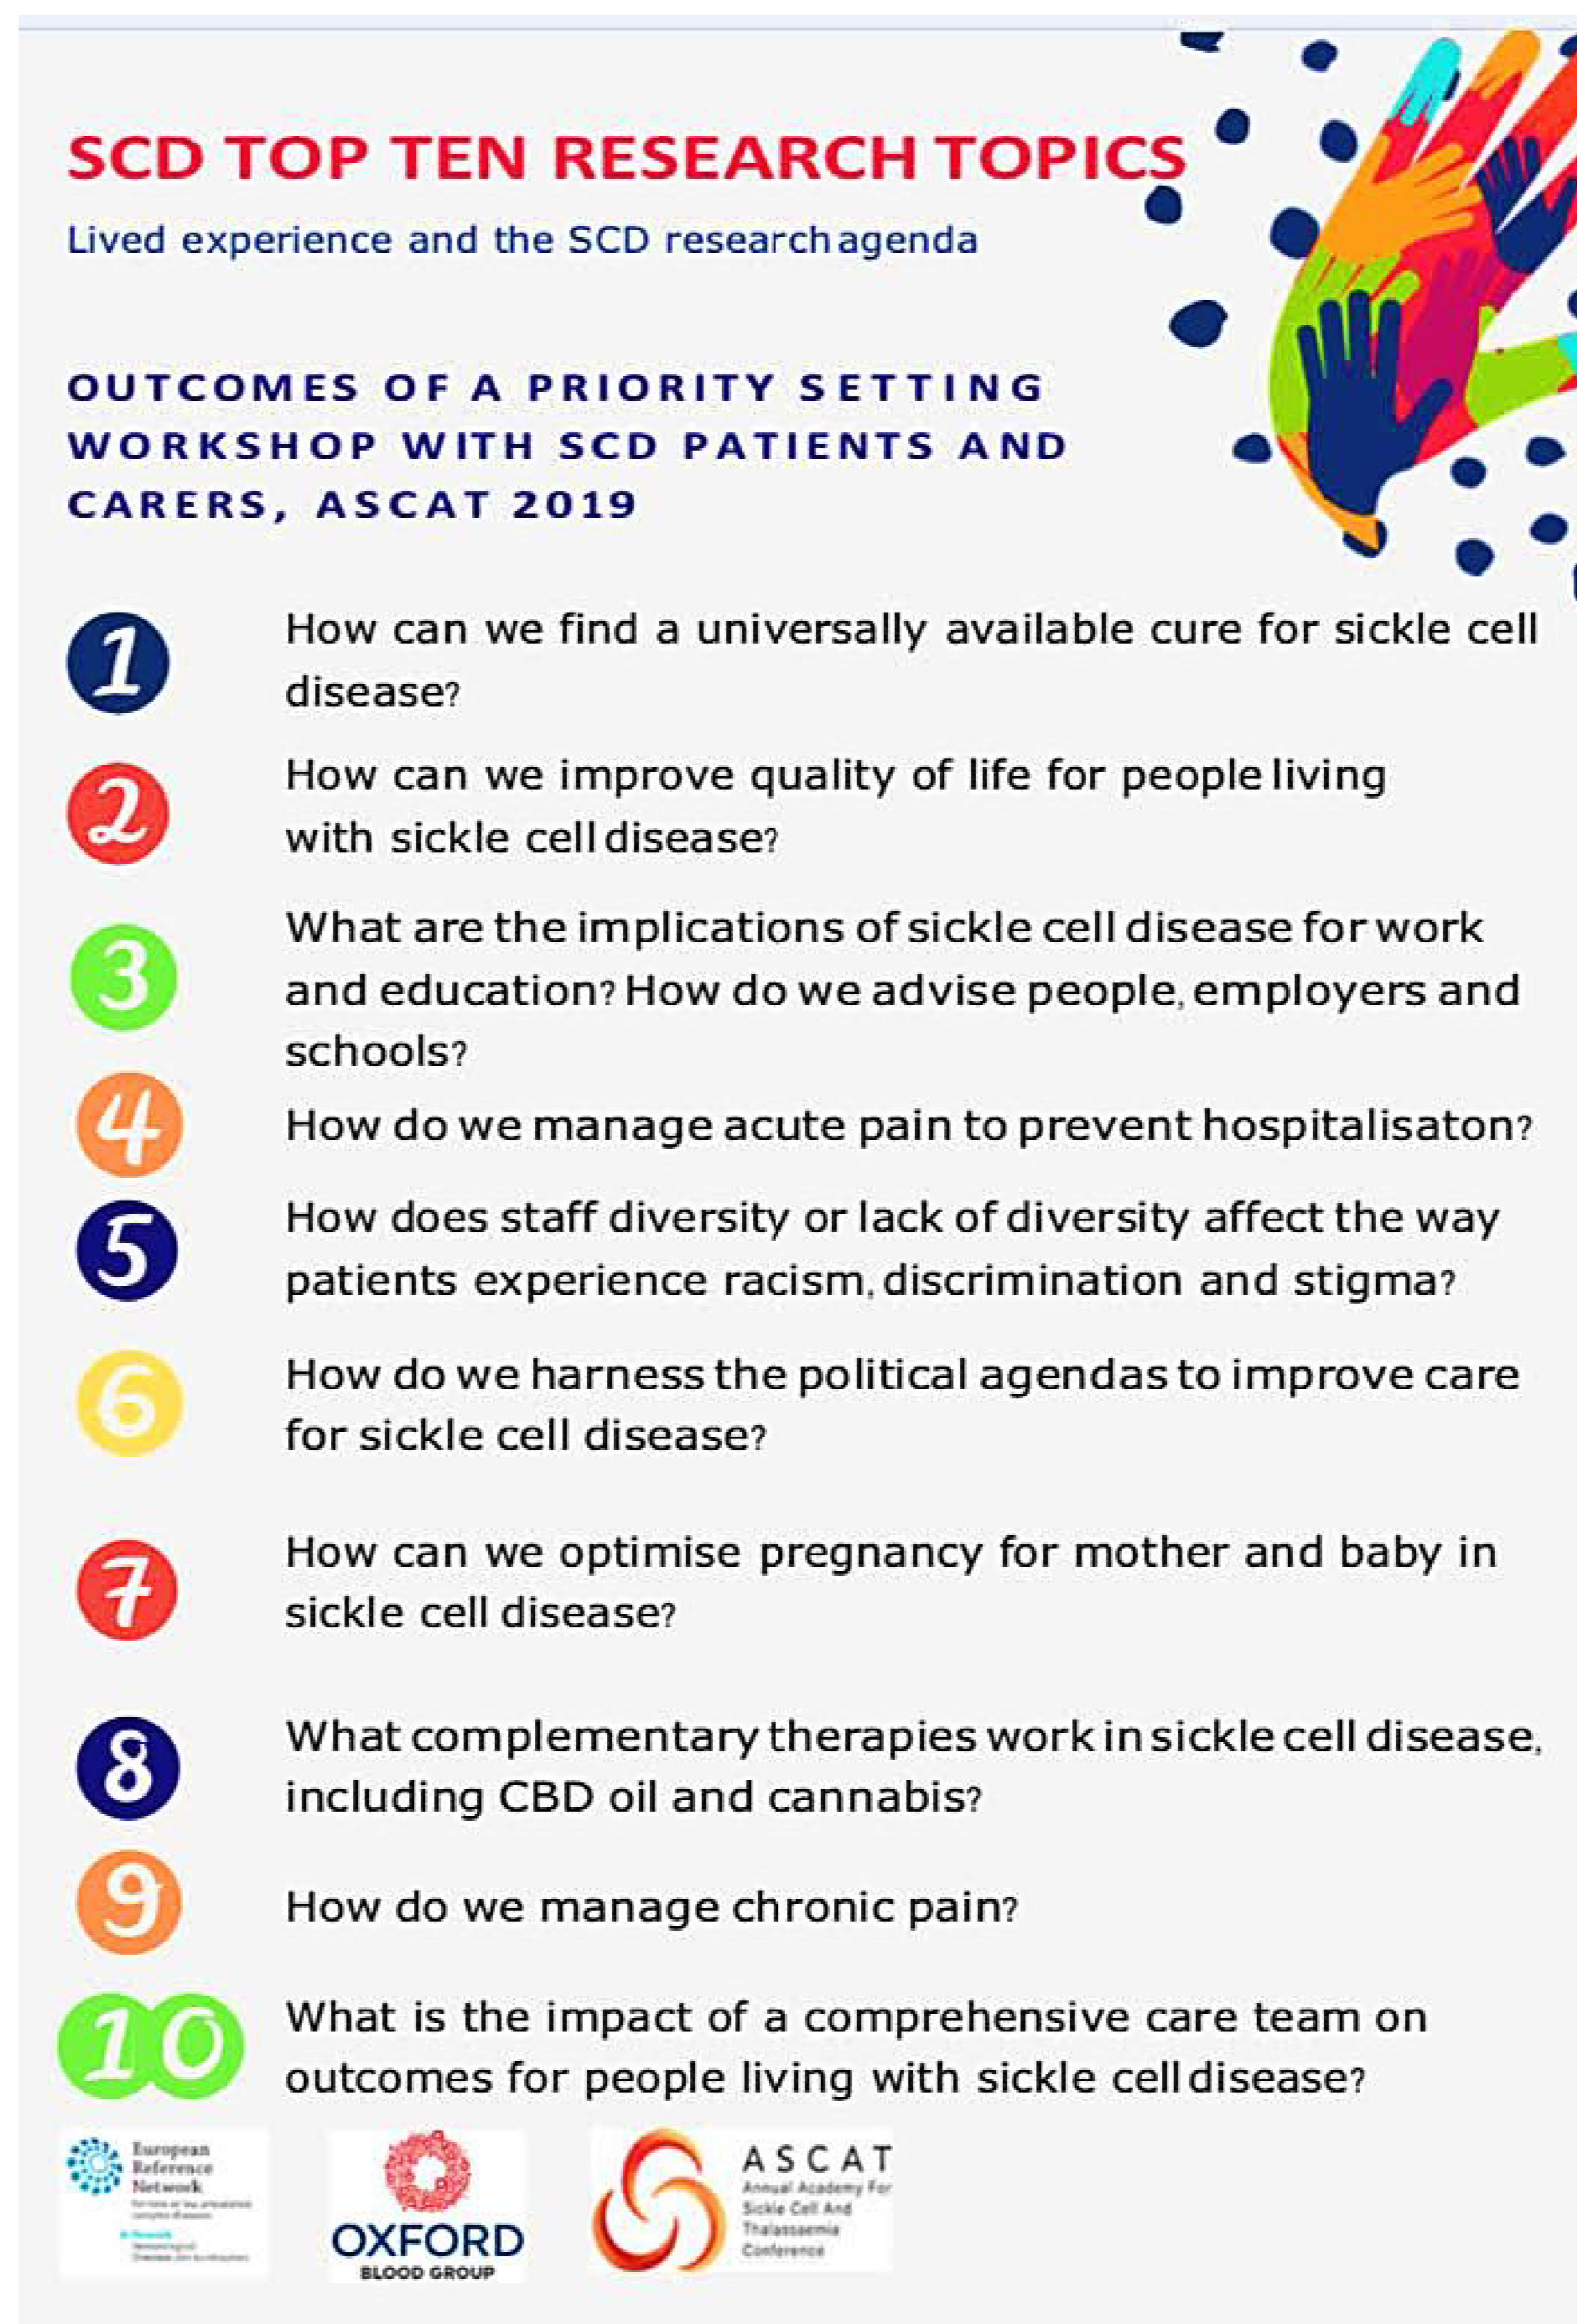 SCD TOP TEN RESEARCH TOPICS
Lived experience and the SCD research agenda
OUTCOMES OF A PRIORITY SETTING
WORKSHOP WITH SCD PATIENTS AND
CARERS, ASCAT 2019
1
How can we find a universally available cure for sickle cell
disease?
2
How can we improve quality of life for people living
with sickle cell disease?
3
What are the implications of sickle cell disease for work
and education? How do we advise people, employers and
schools?
4
How do we manage acute pain to prevent hospitalisaton?
5
How does staff diversity or lack of diversity affect the way
patients experience racism, discrimination and stigma?
6
How do we harness the political agendas to improve care
for sickle cell disease?
7
How can we optimise pregnancy for mother and baby in
sickle cell disease?
8
What complementary therapies work in sickle cell disease,
including CBD oil and cannabis?
9
How do we manage chronic pain?
10
What is the impact of a comprehensive care team on
outcomes for people living with sickle cell disease?
European
Reference
Network
OXFORD
BLOOD GROUP
ASCAT
Annual Academy For
Sickle Cell And
Thalassaemia
Conference